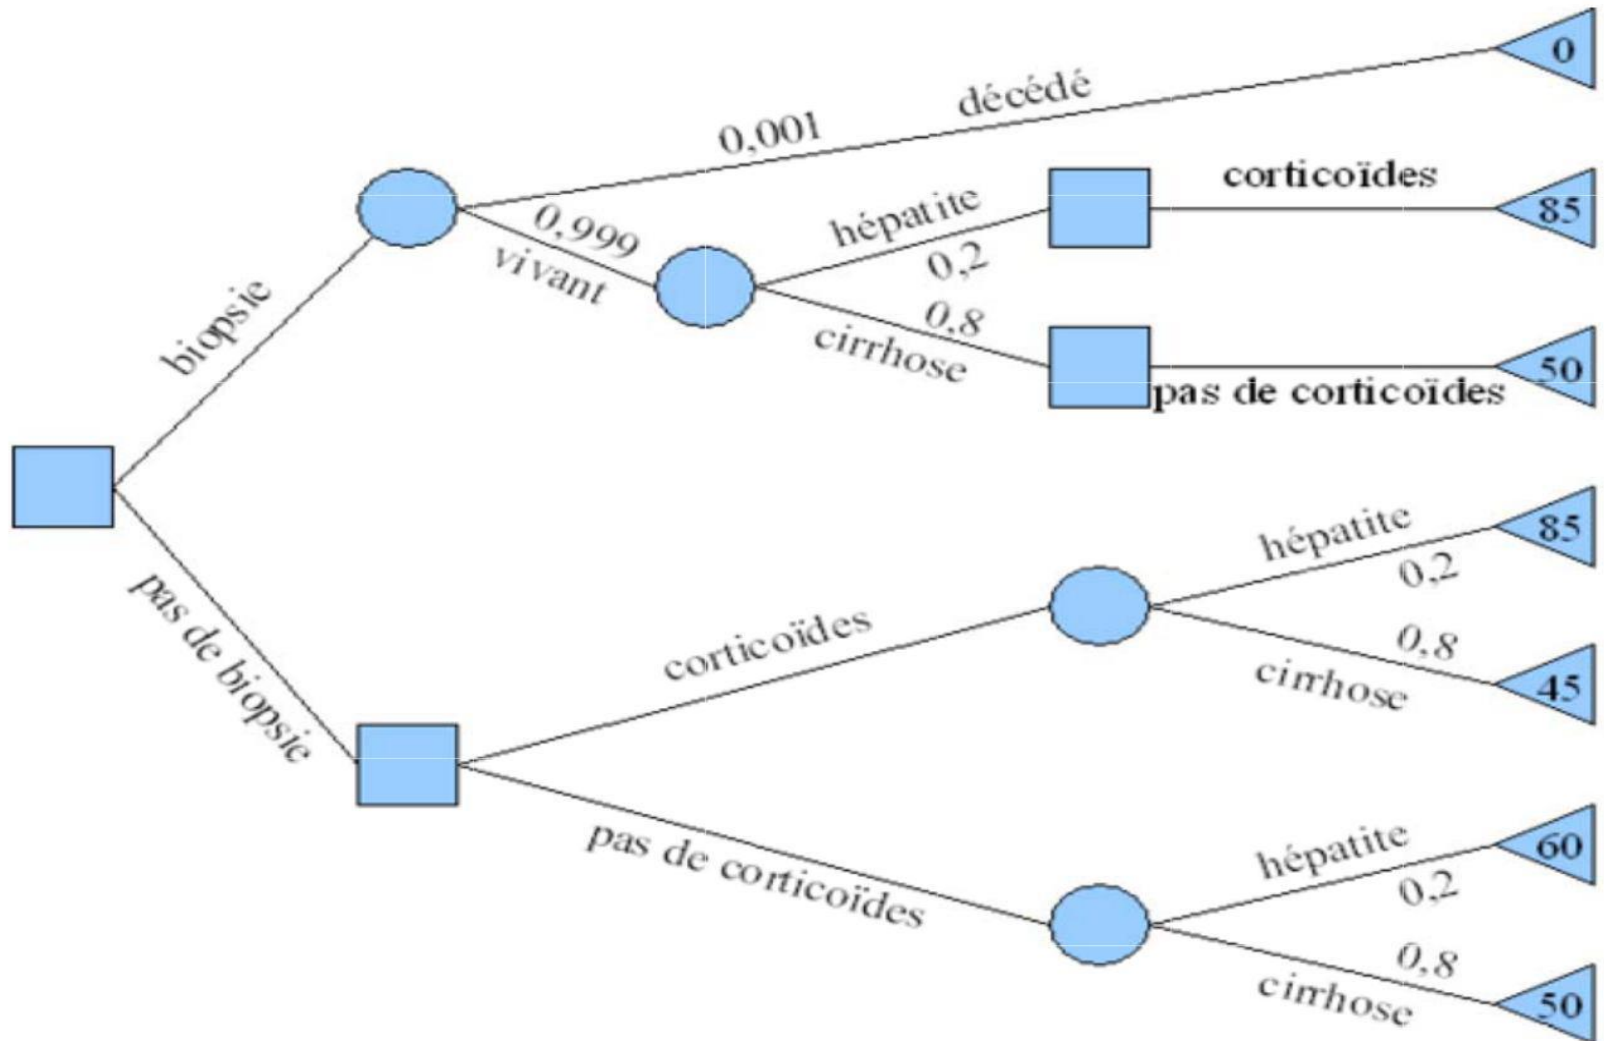 0
décédé
0,001
corticoïdes
85
hépatite
0,2
0,999
vivant
0,8
cirrhose
50
pas de corticoïdes
biopsie
pas de biopsie
hépatite
85
0,2
corticoïdes
0,8
cirrhose
45
pas de corticoïdes
hépatite
60
0,2
0,8
cirrhose
50